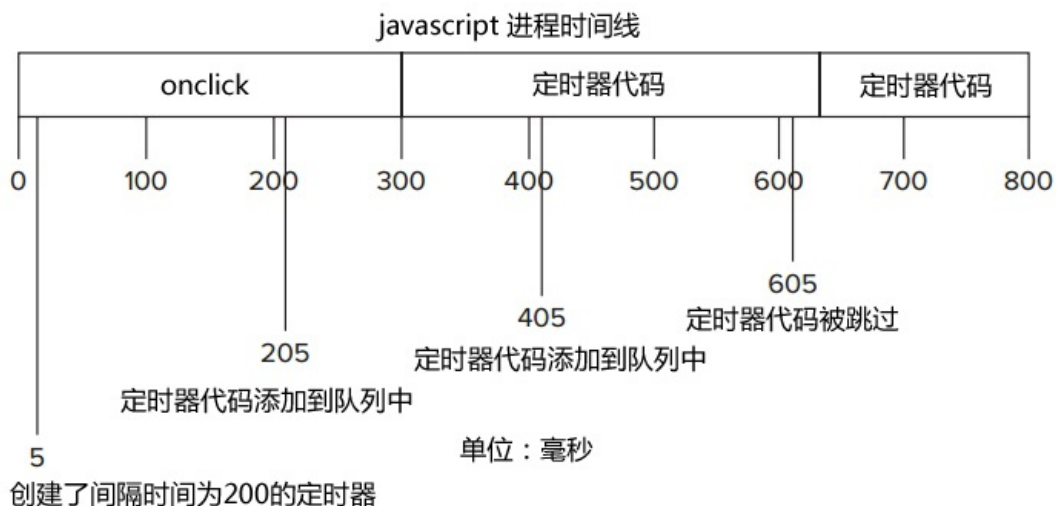 javascript 进程时间线
onclick 定时器代码 定时器代码
0 100 200 300 400 500 600 700 800
605
定时器代码被跳过
405
定时器代码添加到队列中
205
定时器代码添加到队列中
单位：毫秒
5
创建了间隔时间为200的定时器